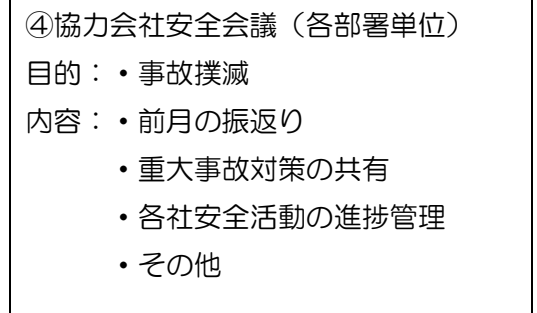 ④協力会社安全会議（各部署単位）
目的：・事故撲滅
内容：・前月の振返り
・重大事故対策の共有
・各社安全活動の進捗管理
・その他